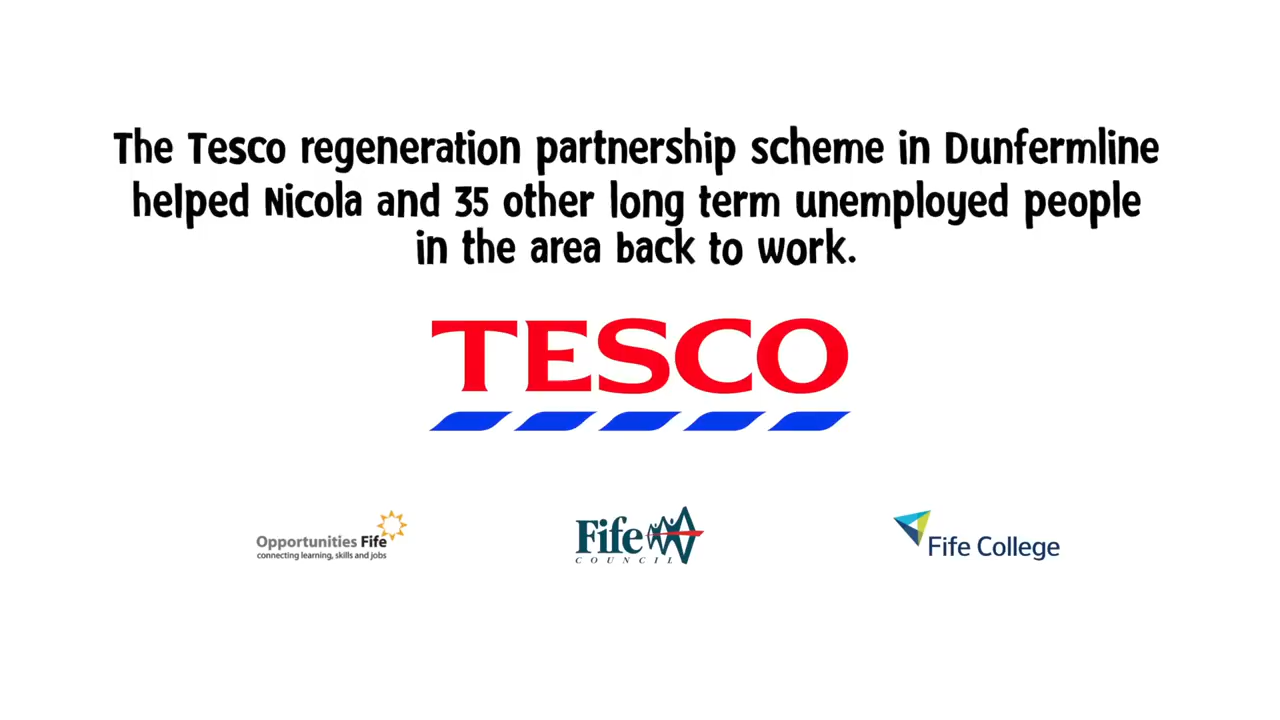 The Tesco regeneration partnership scheme in Dunfermline
helped Nicola and 35 other long term unemployed people
in the area back to work.
TESCO
Opportunities Fife
connecting learning, skills and jobs
Fife
COUNCIL
Fife College